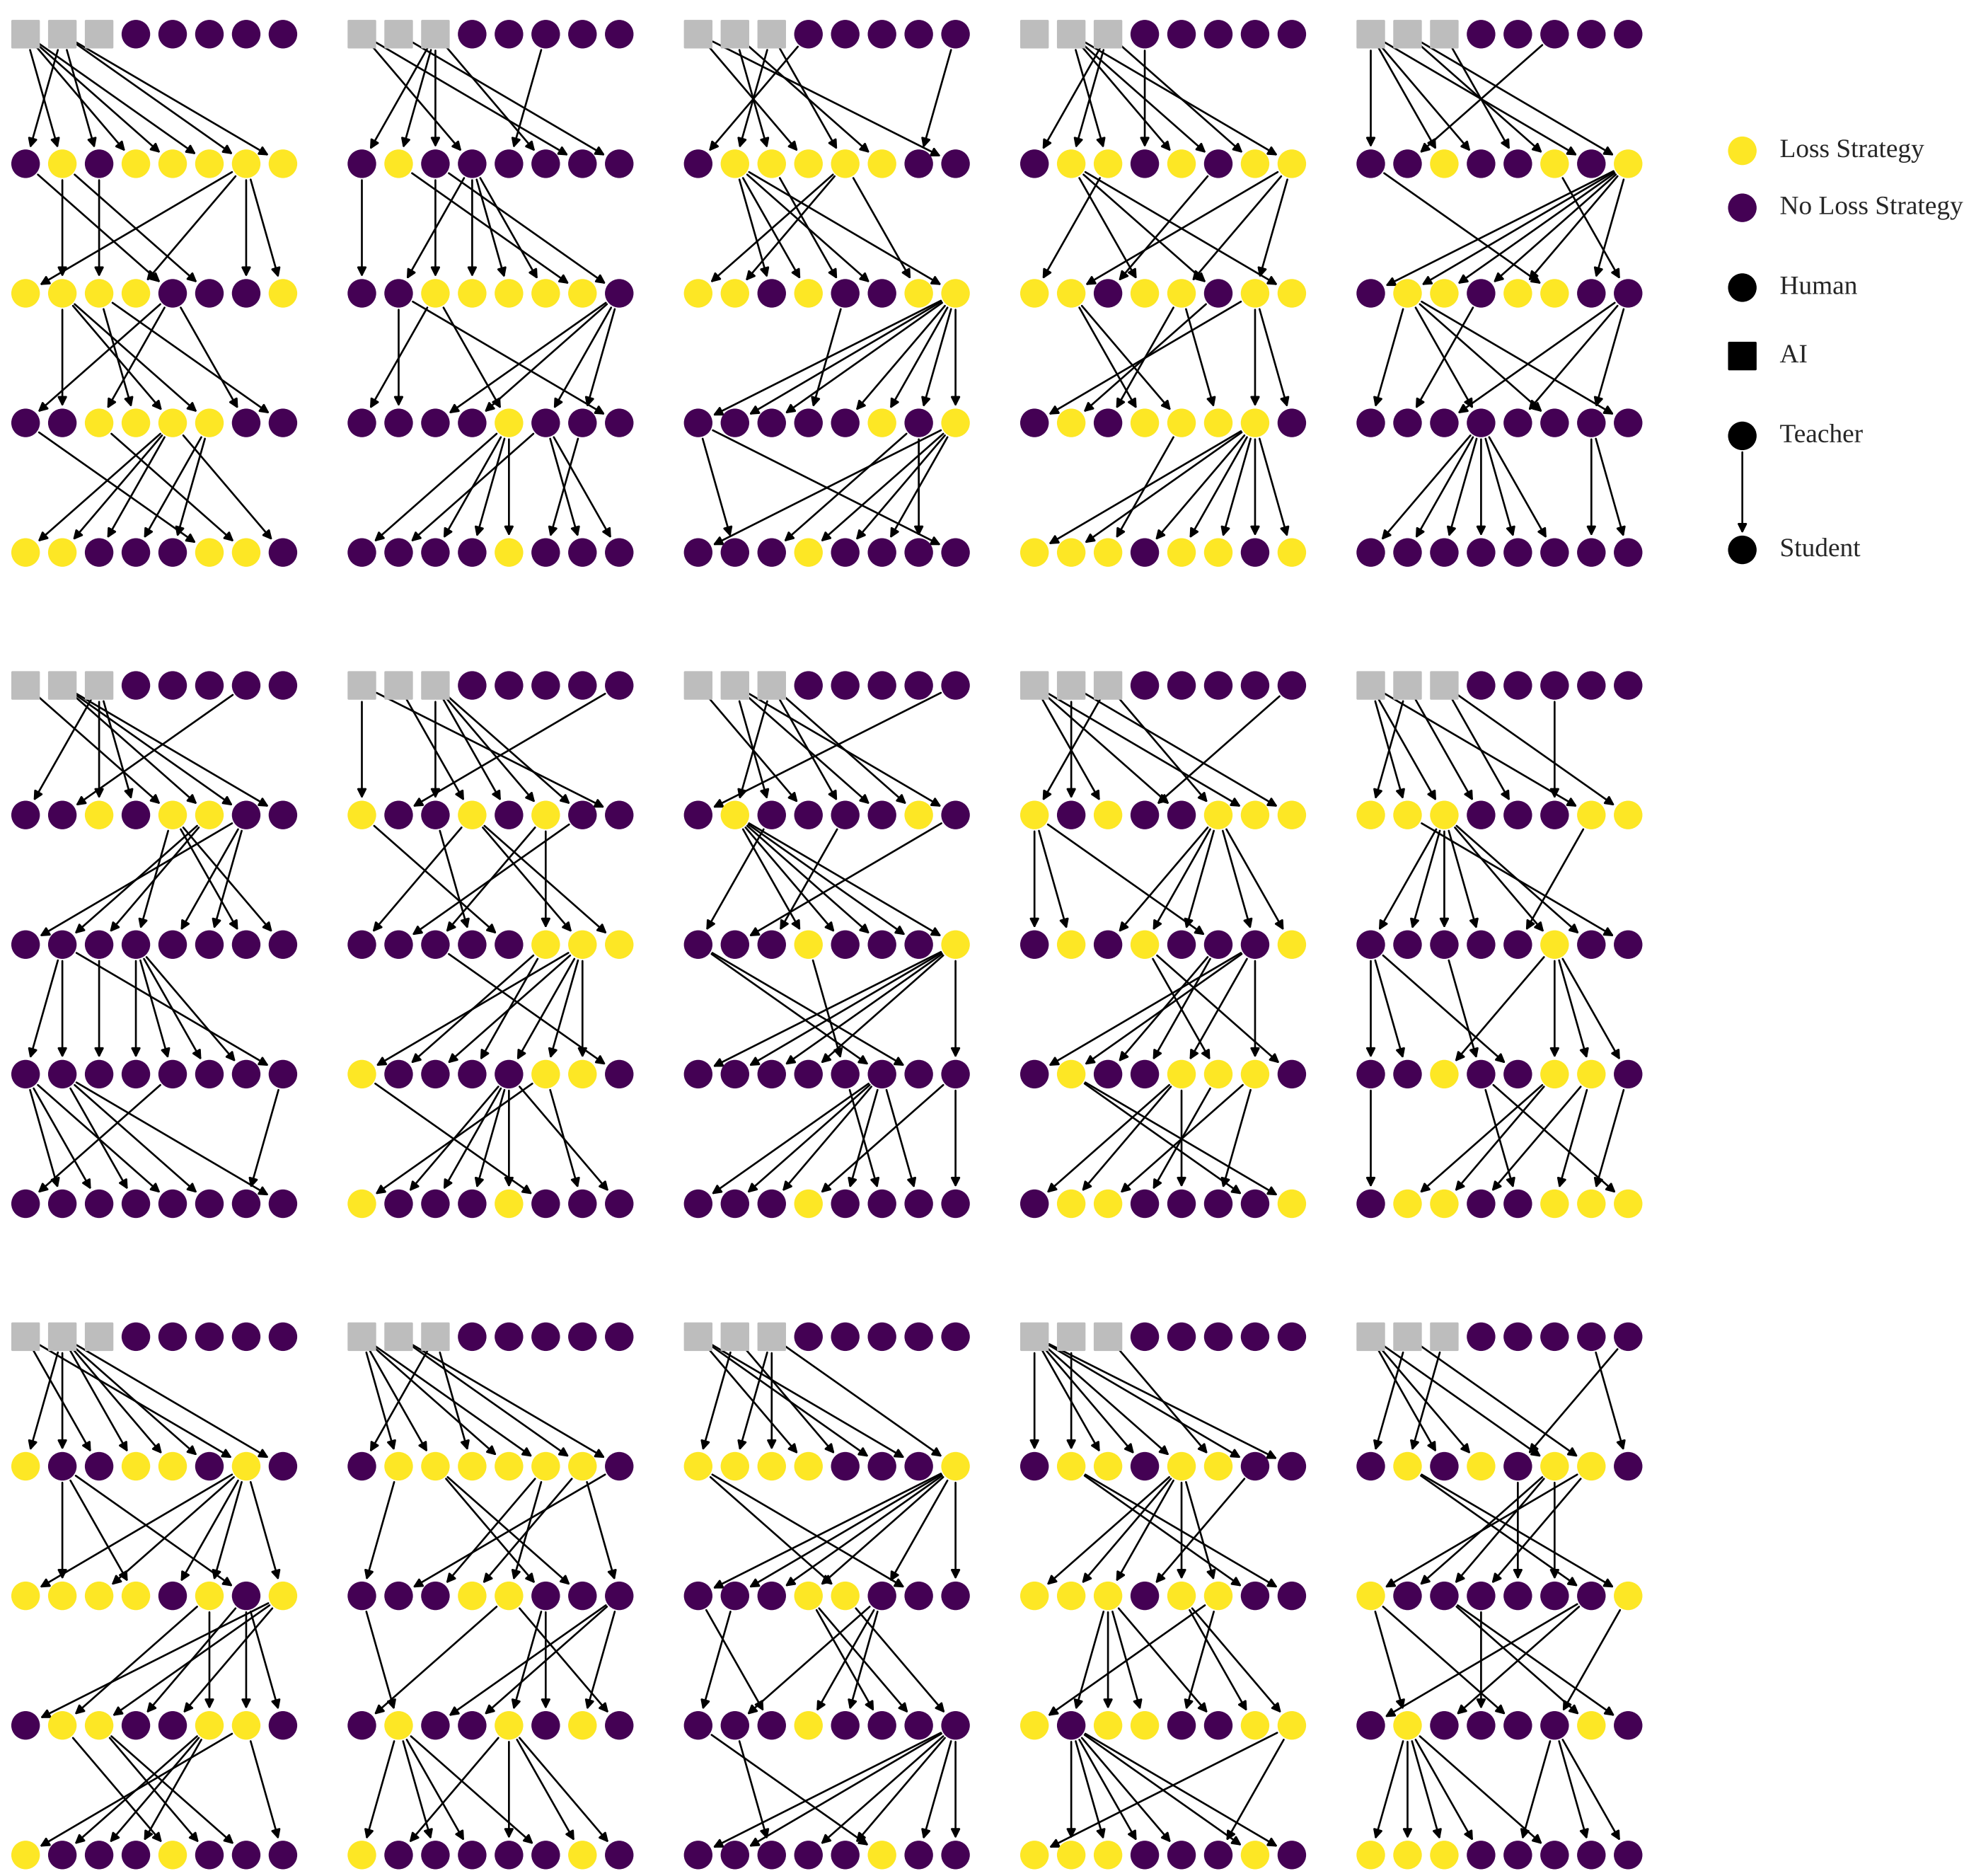 Loss Strategy
No Loss Strategy
Human
AI
Teacher
Student